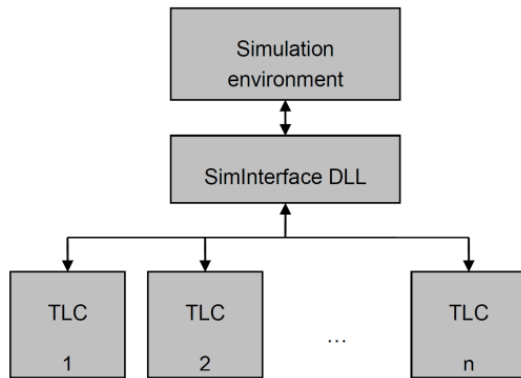 Simulation
environment
SimInterface DLL
TLC
1
TLC
2
...
TLC
n